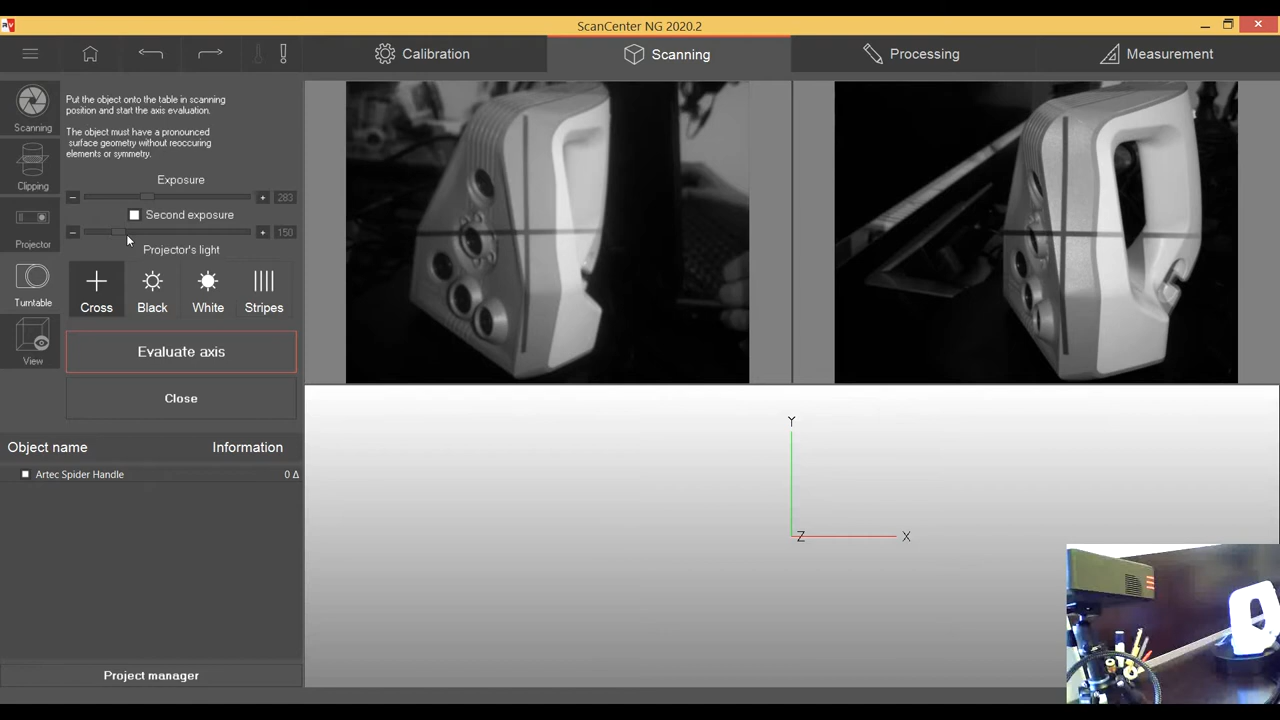 ScanCenter NG 2020.2
Calibration
Scanning
Processing
Measurement
Scanning
Clipping
Projector
Turntable
View
Put the object onto the table in scanning
position and start the axis evaluation.
The object must have a pronounced
surface geometry without reoccuring
elements or symmetry.
Exposure
− + 283
Second exposure
− + 150
Projector's light
Cross Black White Stripes
Evaluate axis
Close
Object name Information
Artec Spider Handle 0 Δ
Project manager
Y
Z X